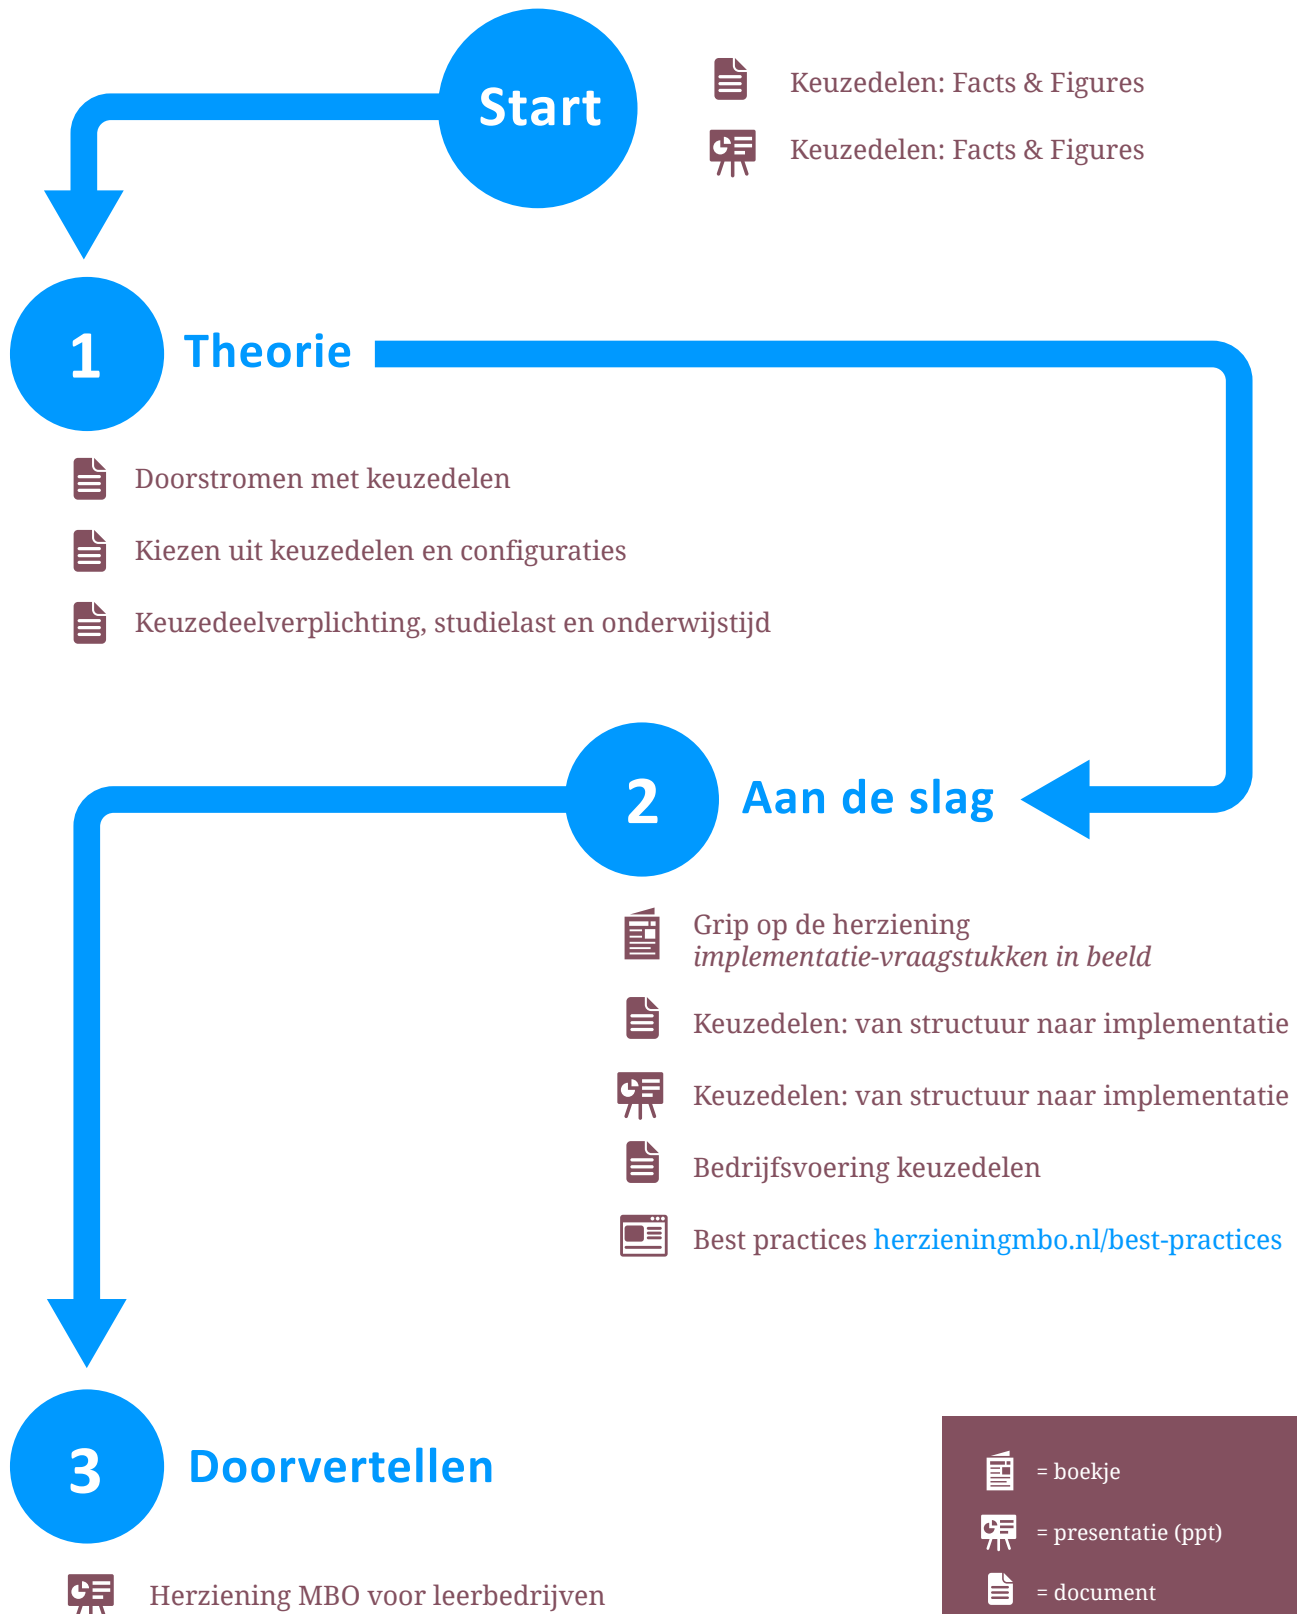 Start
Keuzedelen: Facts & Figures
Keuzedelen: Facts & Figures
1
Theorie
Doorstromen met keuzedelen
Kiezen uit keuzedelen en configuraties
Keuzedeelverplichting, studielast en onderwijstijd
2
Aan de slag
Grip op de herziening
implementatie-vraagstukken in beeld
Keuzedelen: van structuur naar implementatie
Keuzedelen: van structuur naar implementatie
Bedrijfsvoering keuzedelen
Best practices herzieningmbo.nl/best-practices
3
Doorvertellen
Herziening MBO voor leerbedrijven
= boekje
= presentatie (ppt)
= document